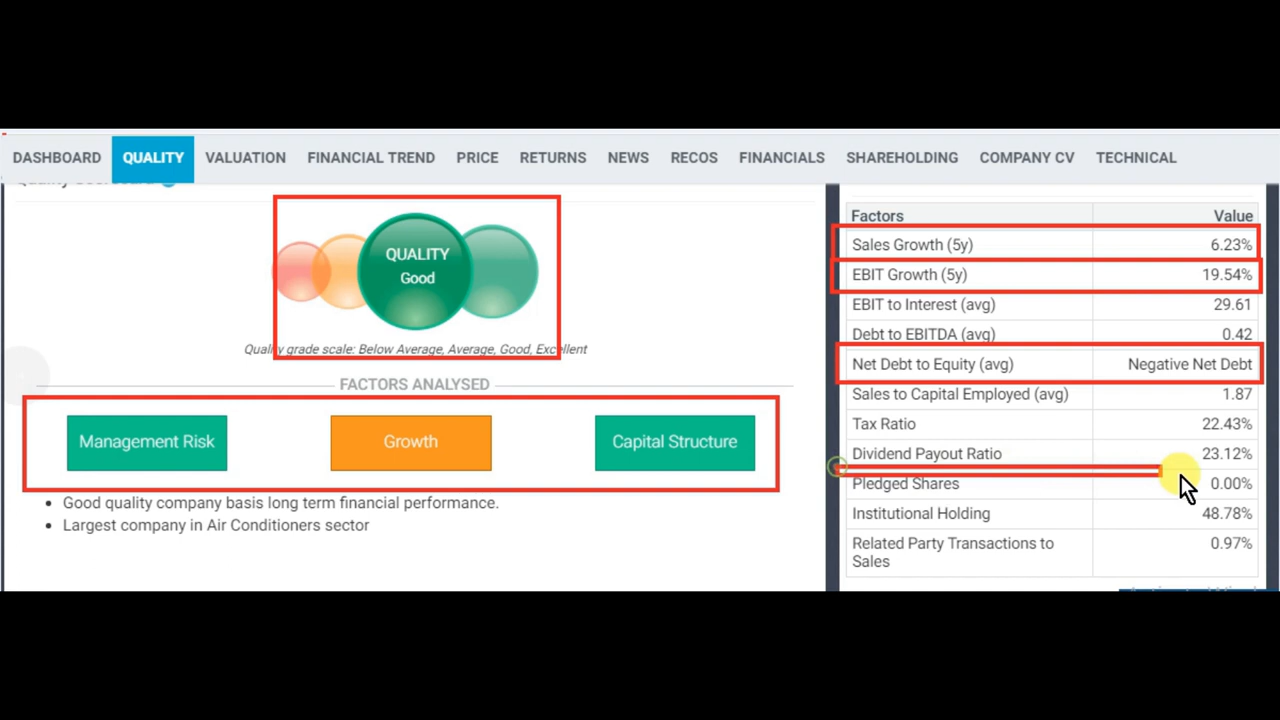 DASHBOARD QUALITY VALUATION FINANCIAL TREND PRICE RETURNS NEWS RECOS FINANCIALS SHAREHOLDING COMPANY CV TECHNICAL
QUALITY
Good
Quality grade scale: Below Average, Average, Good, Excellent
FACTORS ANALYSED
Management Risk Growth Capital Structure
• Good quality company basis long term financial performance.
• Largest company in Air Conditioners sector
Factors Value
Sales Growth (5y) 6.23%
EBIT Growth (5y) 19.54%
EBIT to Interest (avg) 29.61
Debt to EBITDA (avg) 0.42
Net Debt to Equity (avg) Negative Net Debt
Sales to Capital Employed (avg) 1.87
Tax Ratio 22.43%
Dividend Payout Ratio 23.12%
Pledged Shares 0.00%
Institutional Holding 48.78%
Related Party Transactions to 0.97%
Sales